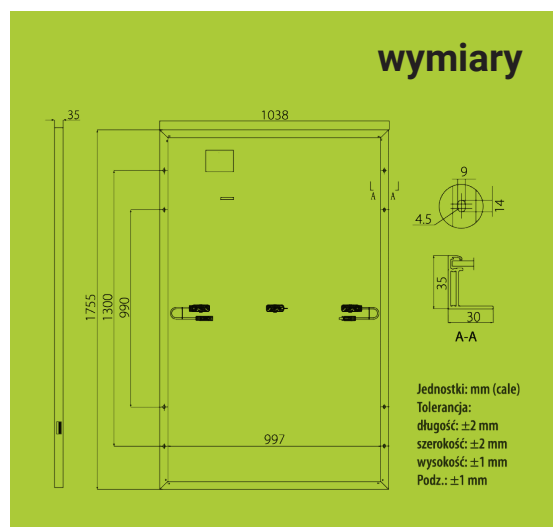 wymiary
35
1038
9
A
A
14
4.5
1755
1300
990
35
30
A-A
997
Jednostki: mm (cale)
Tolerancja:
długość: ±2 mm
szerokość: ±2 mm
wysokość: ±1 mm
Podz.: ±1 mm